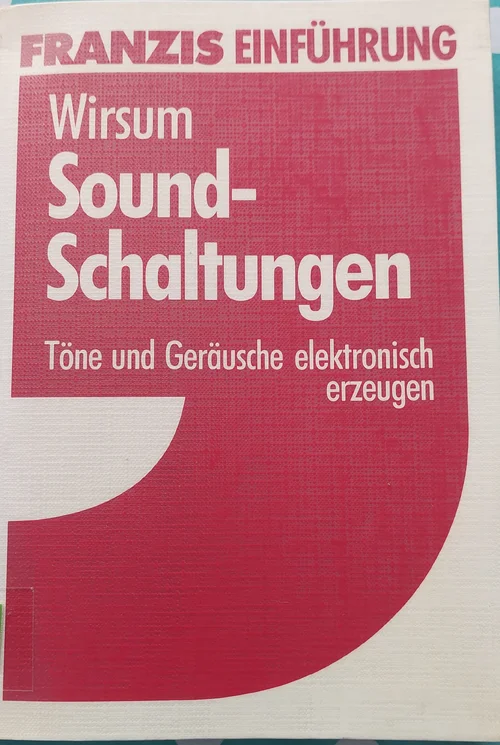 FRANZIS EINFÜHRUNG
Wirsum
Sound-
Schaltungen
Töne und Geräusche elektronisch
erzeugen